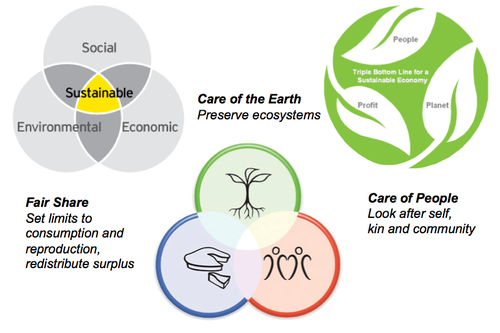 Social
Sustainable
Environmental
Economic
People
Triple Bottom Line for a
Sustainable Economy
Profit
Planet
Care of the Earth
Preserve ecosystems
Fair Share
Set limits to
consumption and
reproduction,
redistribute surplus
Care of People
Look after self,
kin and community